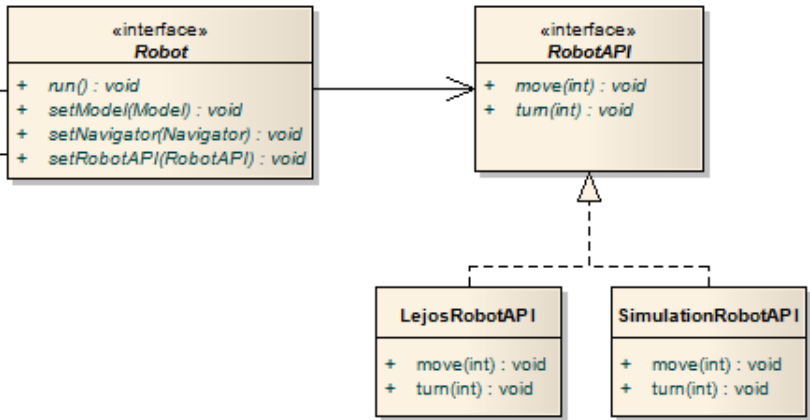 «interface»
Robot
+ run() : void
+ setModel(Model) : void
+ setNavigator(Navigator) : void
+ setRobotAPI(RobotAPI) : void
«interface»
RobotAPI
+ move(int) : void
+ turn(int) : void
LejosRobotAPI
+ move(int) : void
+ turn(int) : void
SimulationRobotAPI
+ move(int) : void
+ turn(int) : void